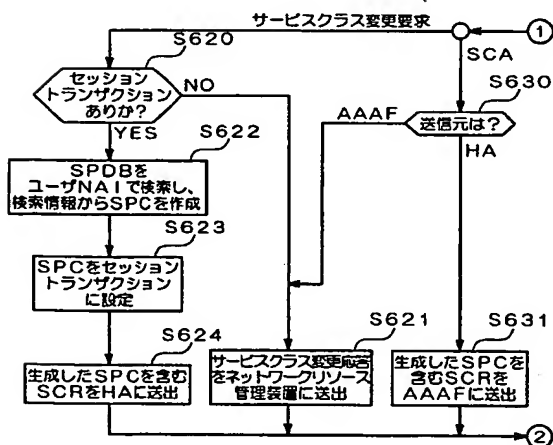 サービスクラス変更要求
1
SCA
S620
セッション
トランザクション
ありか?
NO
YES
S630
送信元は?
AAAF
HA
S622
SPDBを
ユーザNAIで検索し、
検索情報からSPCを作成
S623
SPCをセッション
トランザクション
に設定
S624
生成したSPCを含む
SCRをHAに送出
S621
サービスクラス変更応答
をネットワークリソース
管理装置に送出
S631
生成したSPCを
含むSCRを
AAAFに送出
2